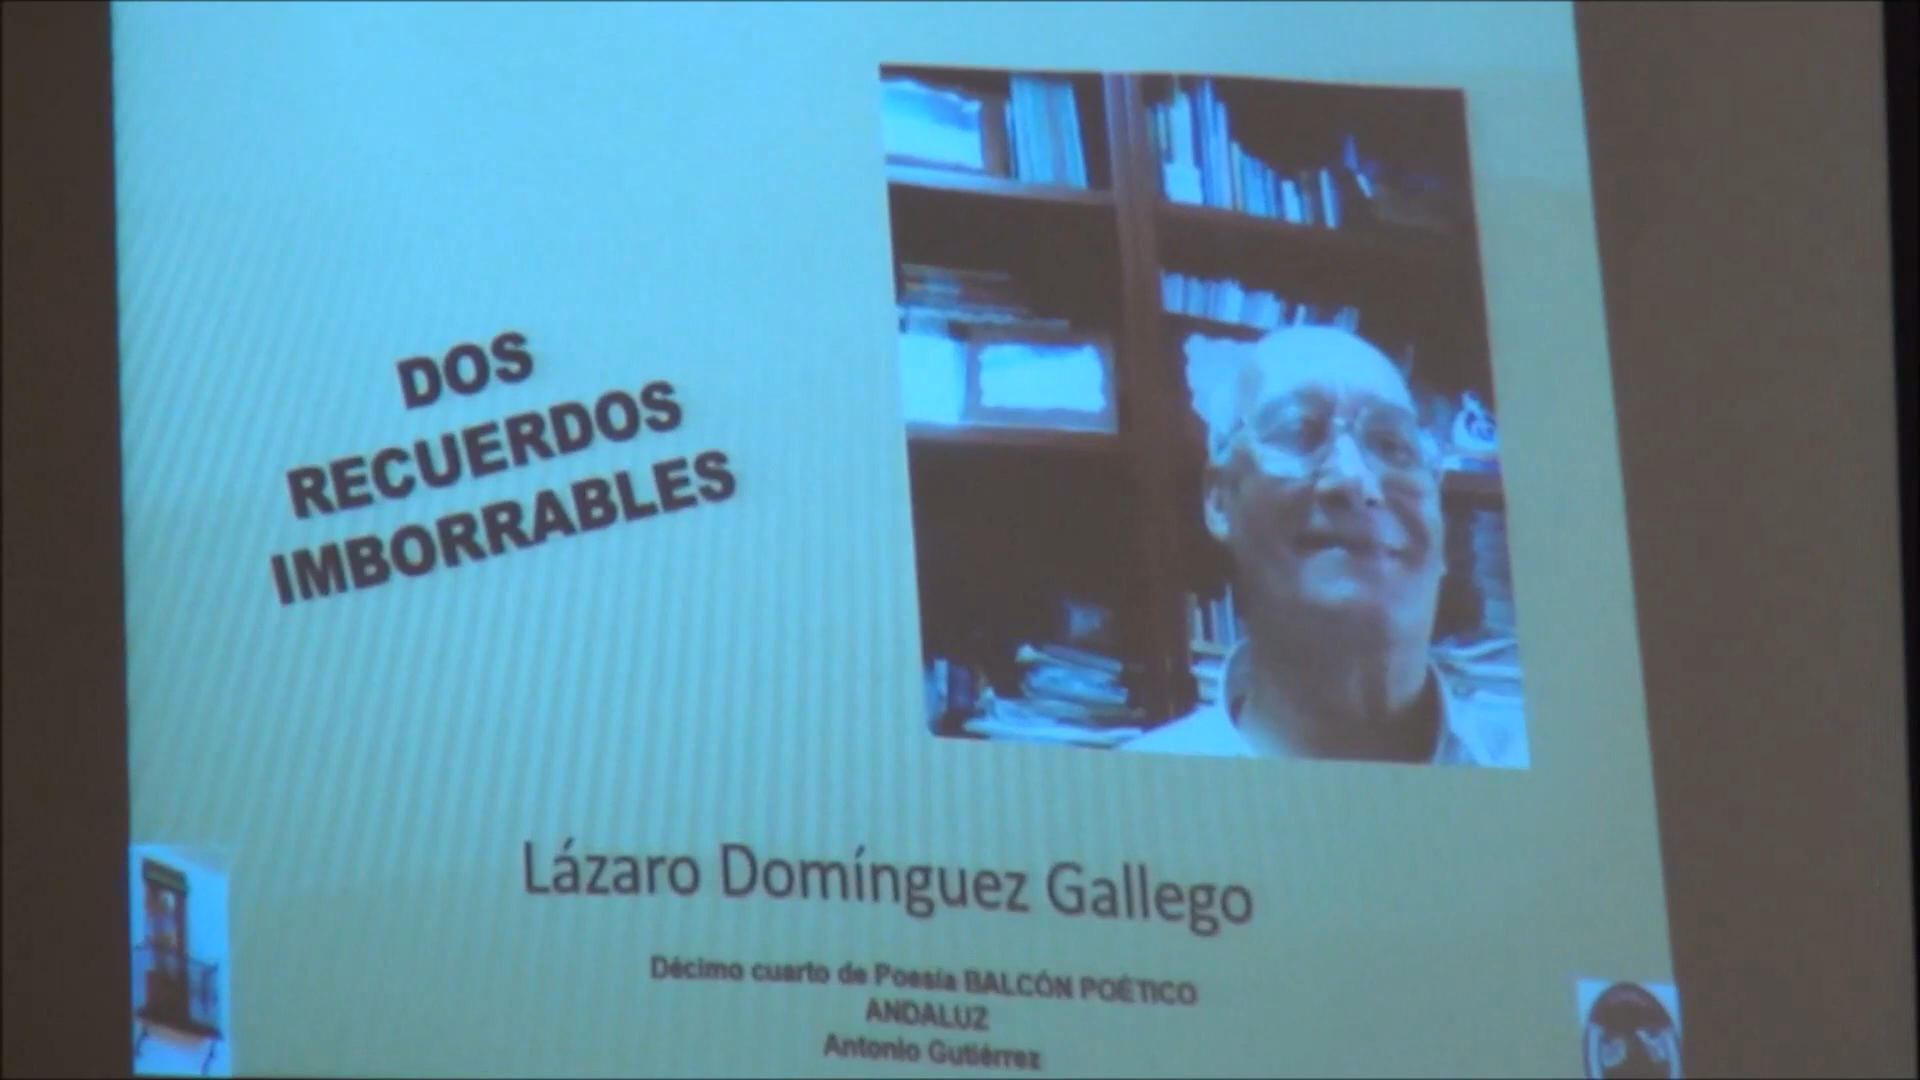 DOS
RECUERDOS
IMBORRABLES
Lázaro Domínguez Gallego
Décimo cuarto de Poesía BALCÓN POÉTICO
ANDALUZ
Antonio Gutiérrez